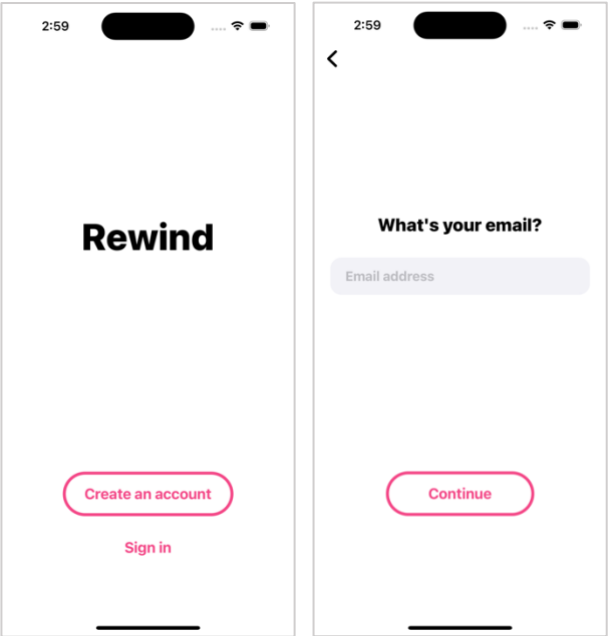 2:59
Rewind
Create an account
Sign in
2:59
What's your email?
Email address
Continue